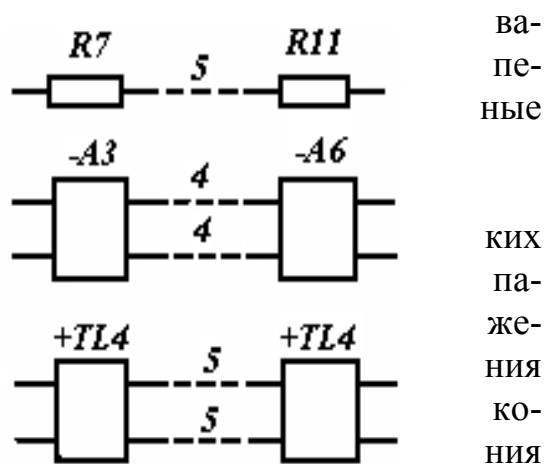 R7 R11
5
-A3 -A6
4
4
+TL4 +TL4
5
5
ва-
пе-
ные
ких
па-
же-
ния
ко-
ния